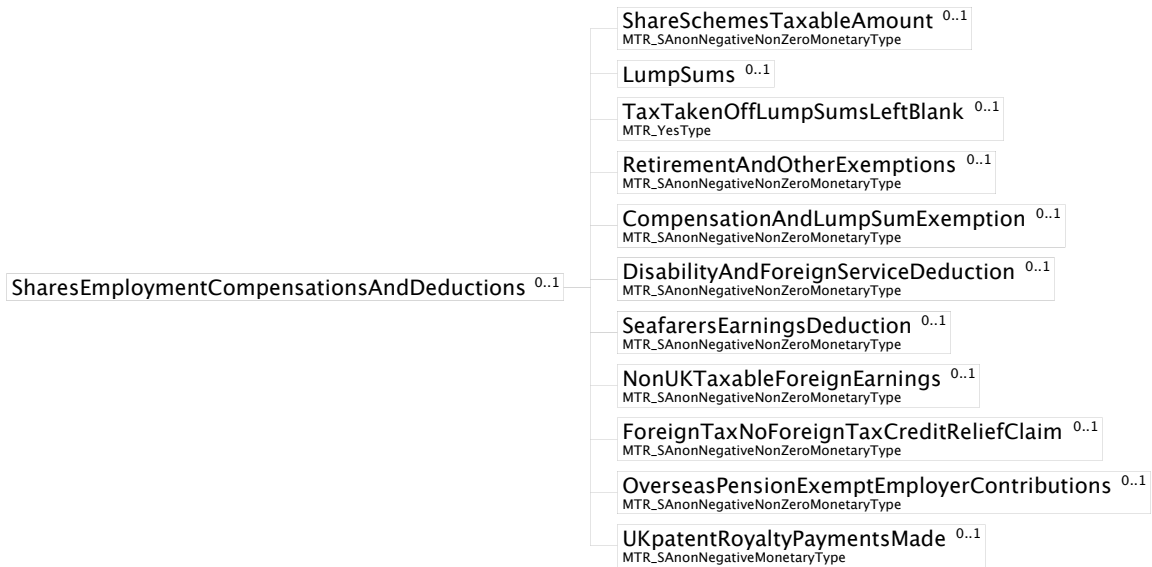 ShareSchemesTaxableAmount 0..1
MTR_SAnonNegativeNonZeroMonetaryType
LumpSums 0..1
TaxTakenOffLumpSumsLeftBlank 0..1
MTR_YesType
RetirementAndOtherExemptions 0..1
MTR_SAnonNegativeNonZeroMonetaryType
CompensationAndLumpSumExemption 0..1
MTR_SAnonNegativeNonZeroMonetaryType
SharesEmploymentCompensationsAndDeductions 0..1
DisabilityAndForeignServiceDeduction 0..1
MTR_SAnonNegativeNonZeroMonetaryType
SeafarersEarningsDeduction 0..1
MTR_SAnonNegativeNonZeroMonetaryType
NonUKTaxableForeignEarnings 0..1
MTR_SAnonNegativeNonZeroMonetaryType
ForeignTaxNoForeignTaxCreditReliefClaim 0..1
MTR_SAnonNegativeNonZeroMonetaryType
OverseasPensionExemptEmployerContributions 0..1
MTR_SAnonNegativeNonZeroMonetaryType
UKpatentRoyaltyPaymentsMade 0..1
MTR_SAnonNegativeMonetaryType